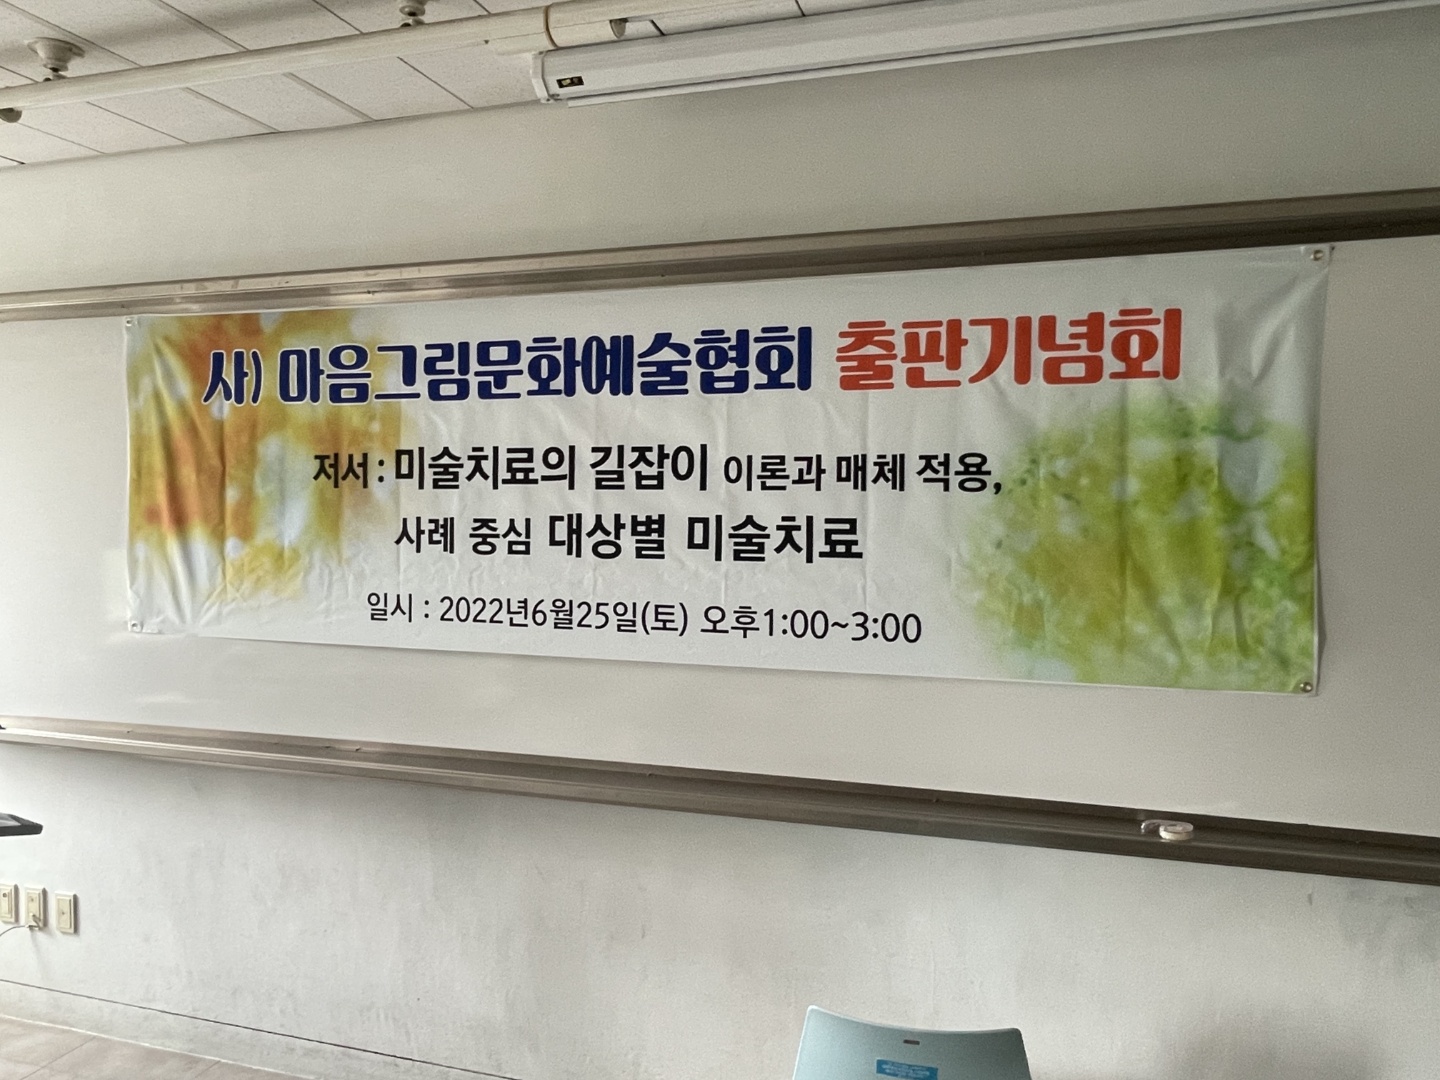 사) 마음그림문화예술협회 출판기념회
저서 : 미술치료의 길잡이 이론과 매체 적용,
사례 중심 대상별 미술치료
일시 : 2022년6월25일(토) 오후1:00~3:00